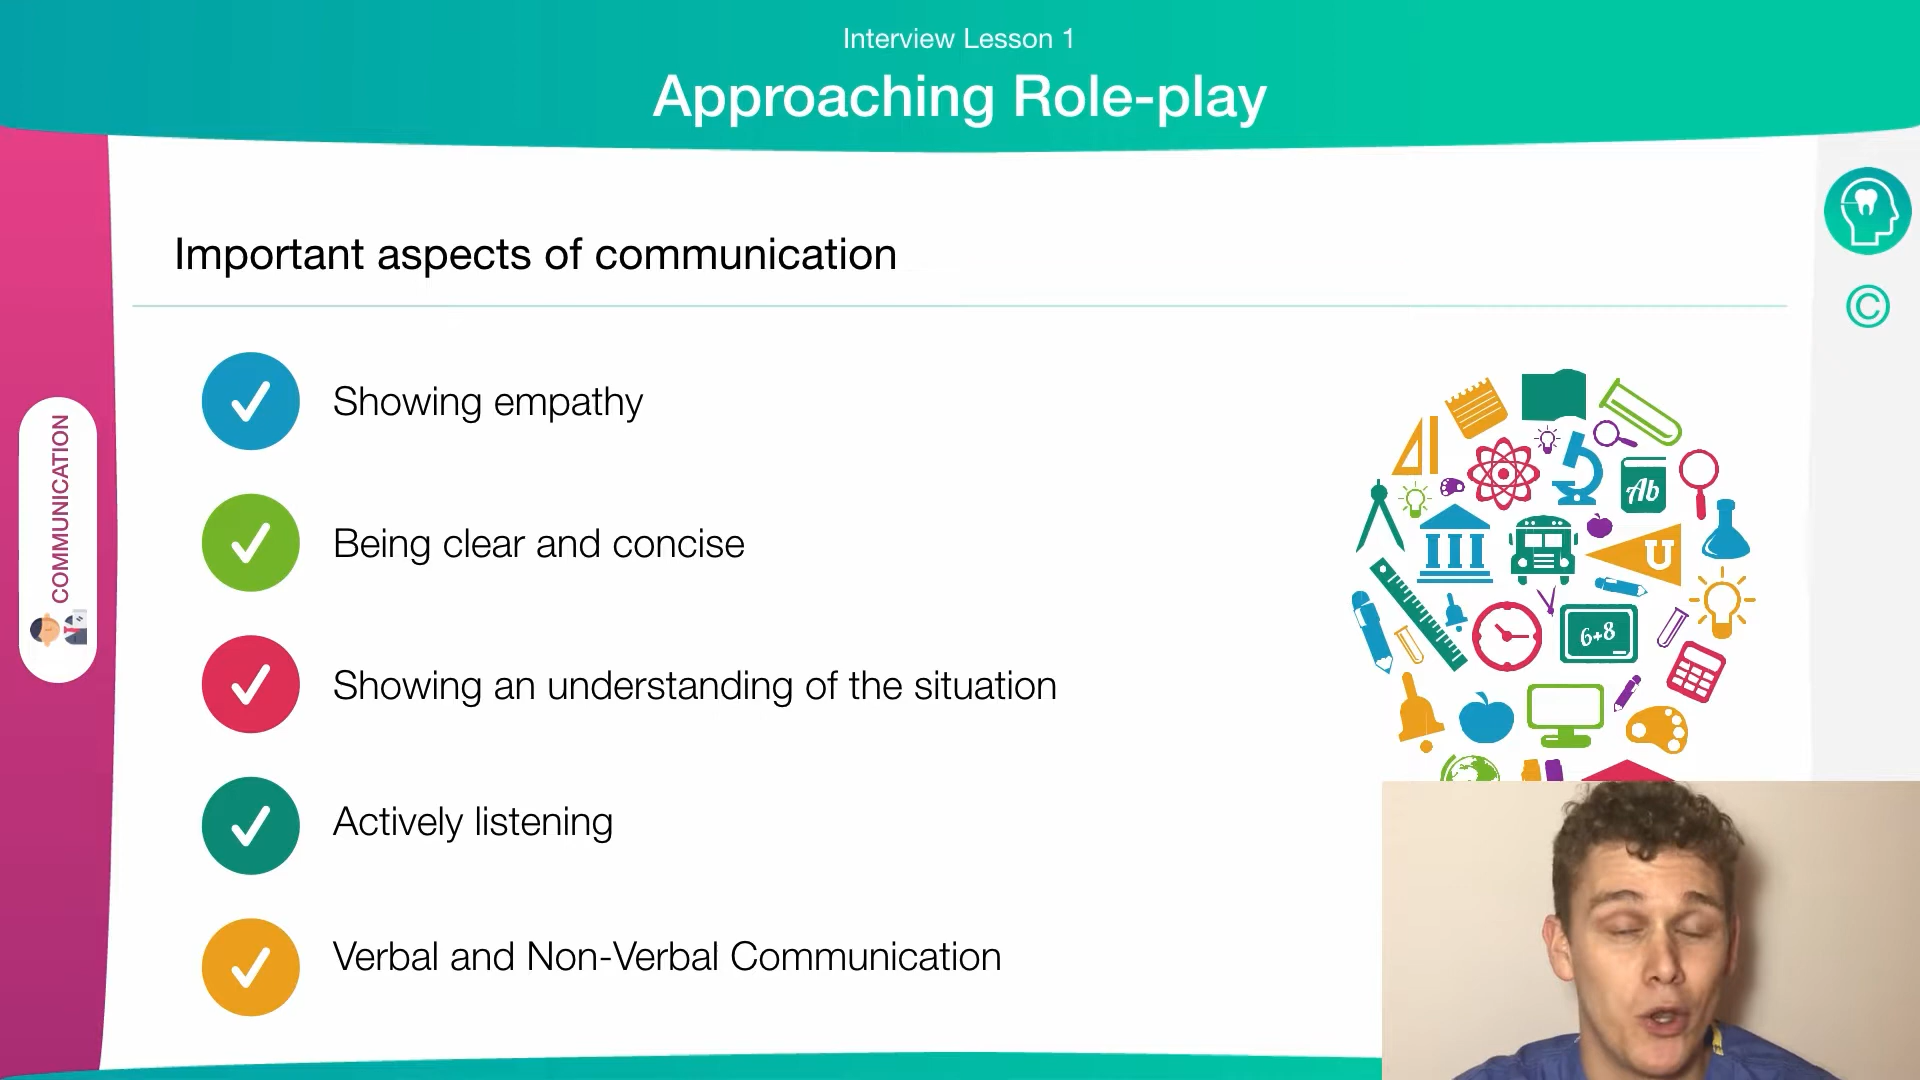 Interview Lesson 1
Approaching Role-play
Important aspects of communication
Showing empathy
Being clear and concise
Showing an understanding of the situation
Actively listening
Verbal and Non-Verbal Communication
COMMUNICATION
©
Ab
U
6+8